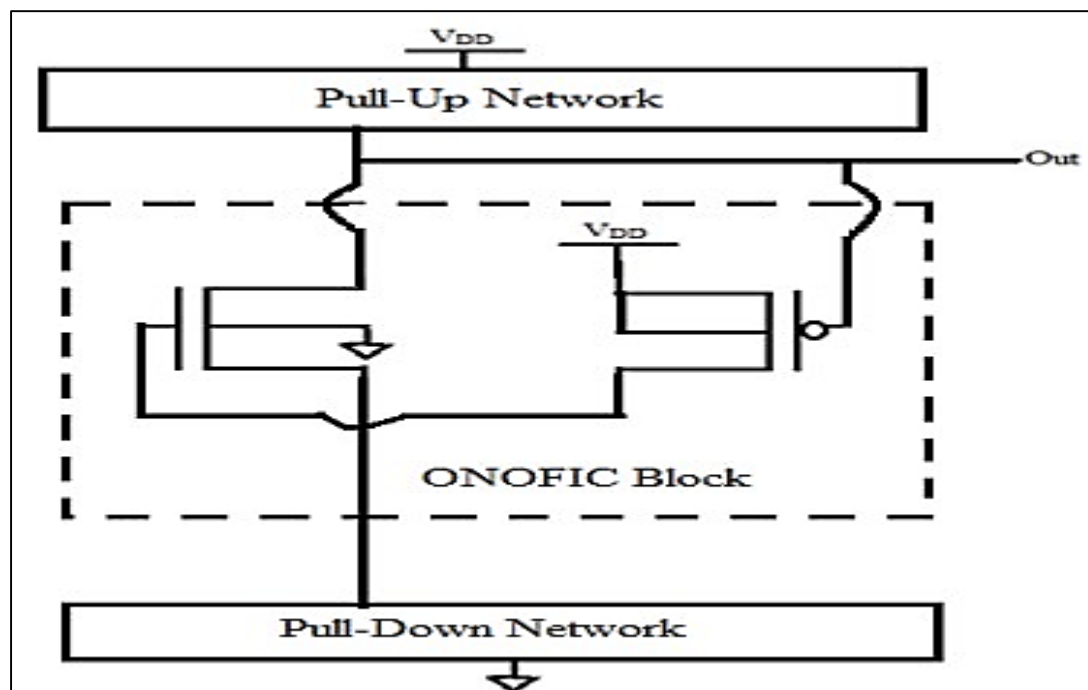 VDD
Pull-Up Network
Out
VDD
ONOFIC Block
Pull-Down Network